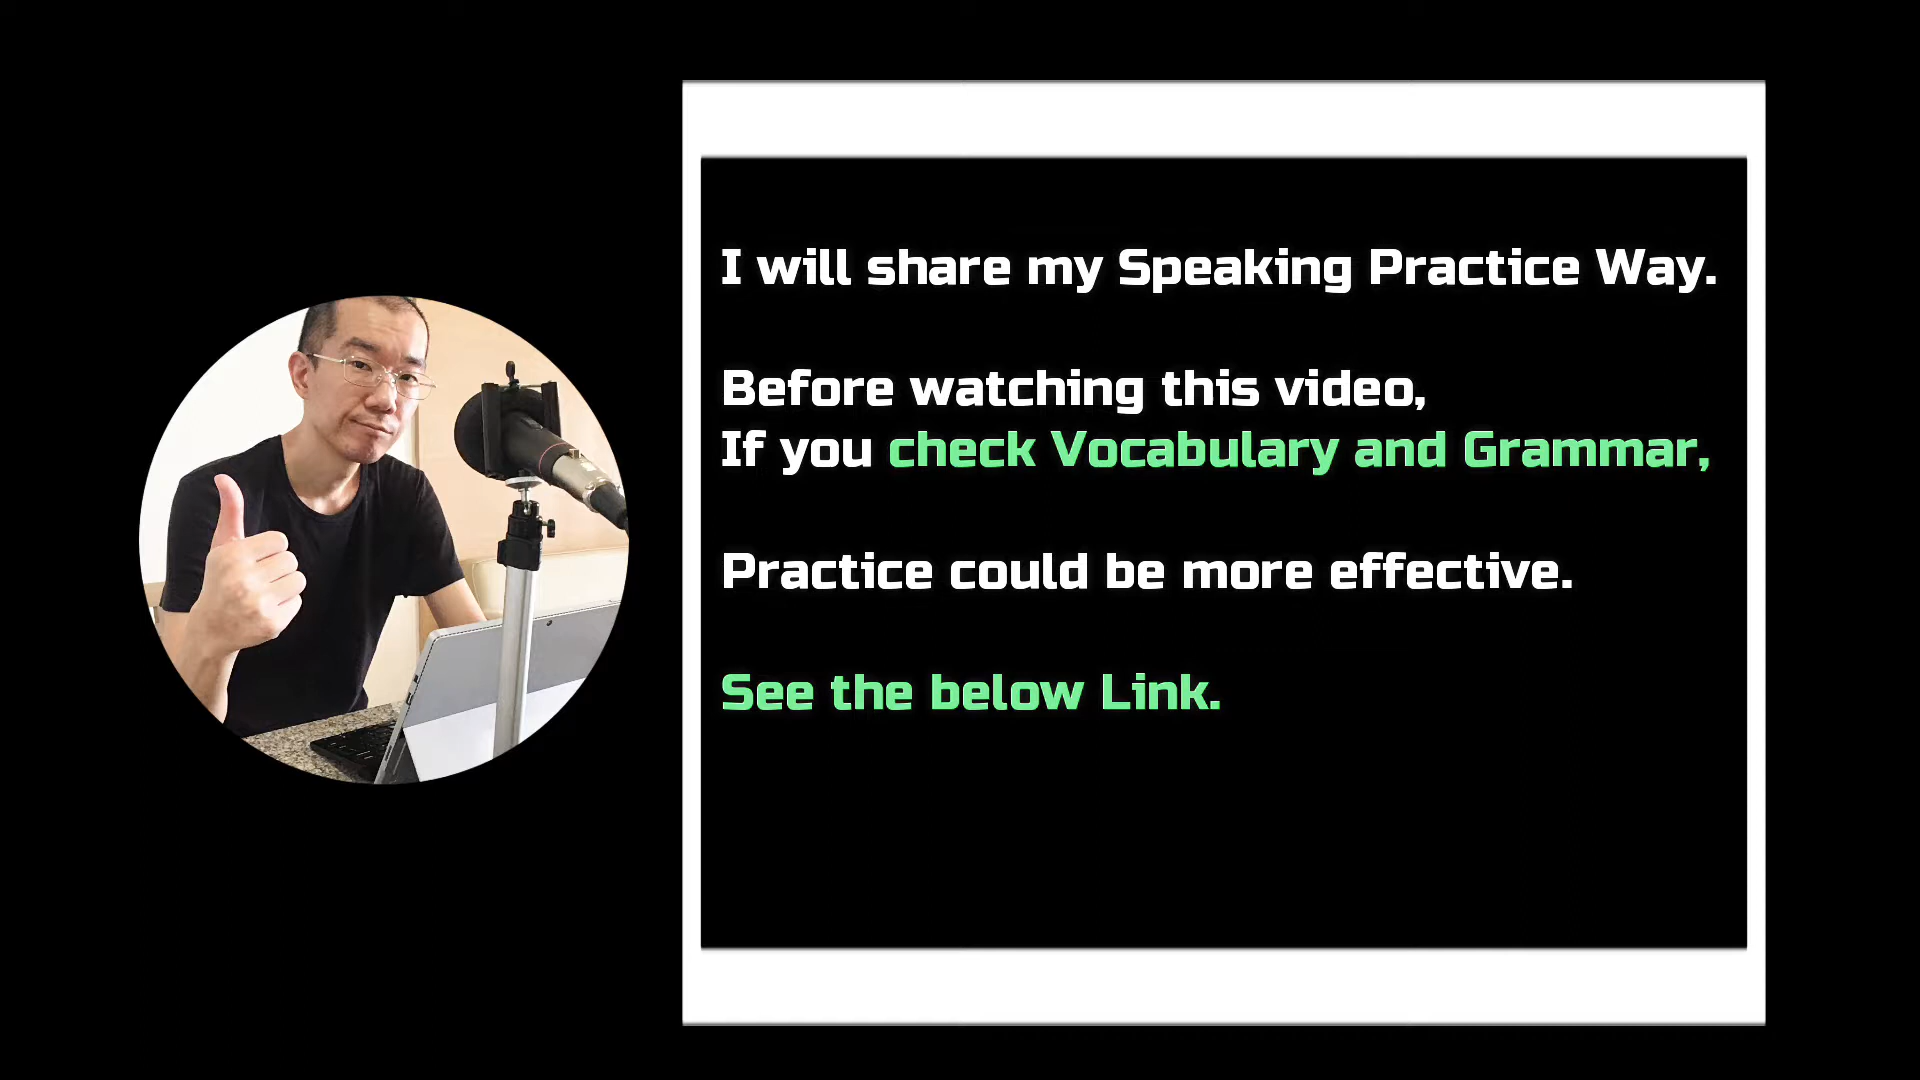 I will share my Speaking Practice Way.
Before watching this video,
If you check Vocabulary and Grammar,
Practice could be more effective.
See the below Link.